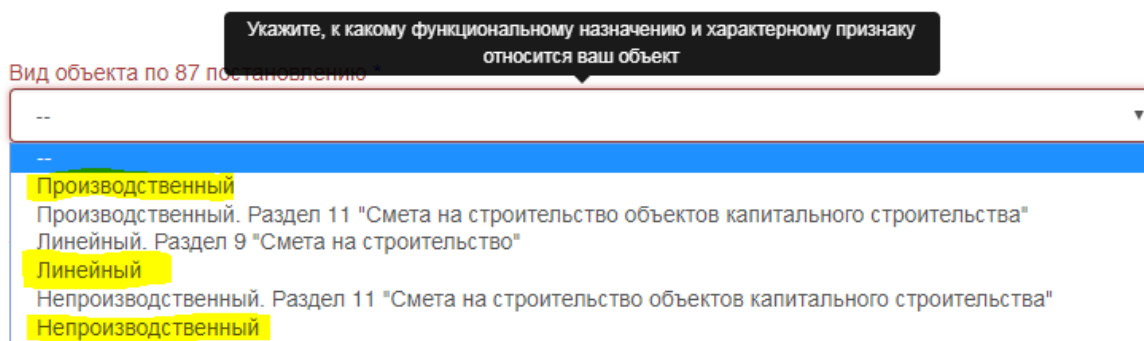 Укажите, к какому функциональному назначению и характерному признаку
относится ваш объект
Вид объекта по 87 постановлению *
--
--
Производственный
Производственный. Раздел 11 "Смета на строительство объектов капитального строительства"
Линейный. Раздел 9 "Смета на строительство"
Линейный
Непроизводственный. Раздел 11 "Смета на строительство объектов капитального строительства"
Непроизводственный